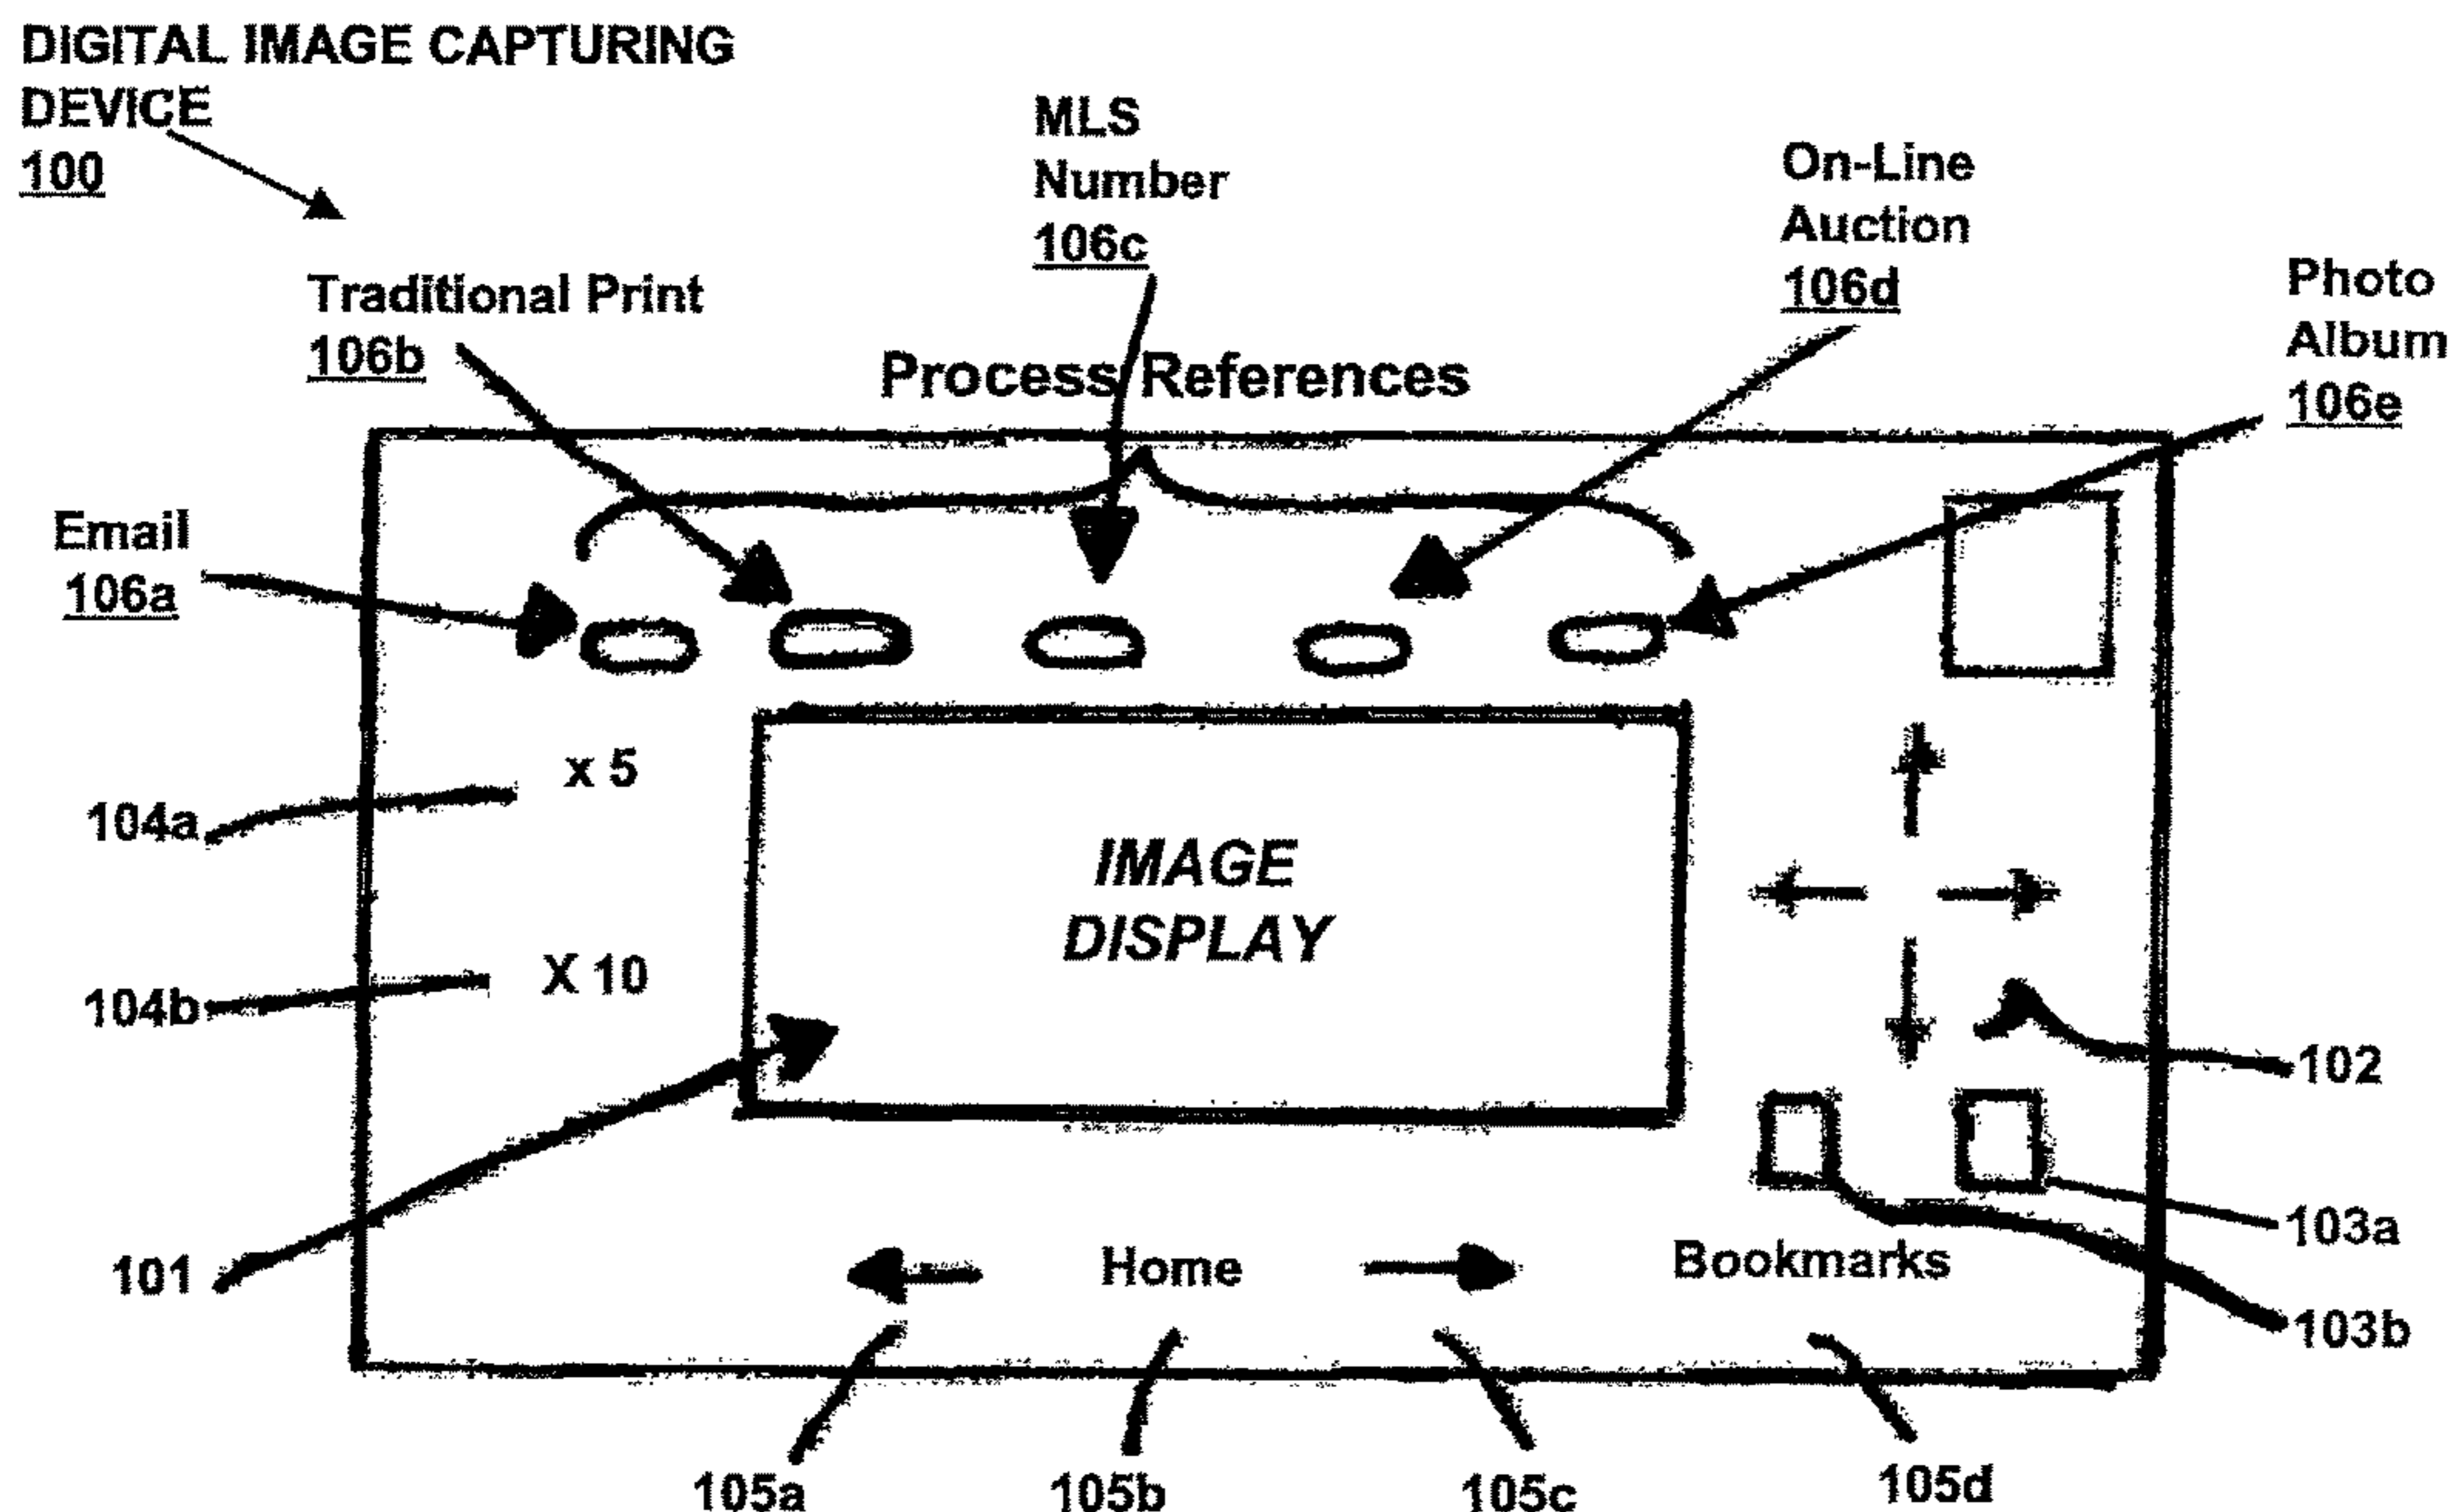 DIGITAL IMAGE CAPTURING
DEVICE
100
MLS
Number
106c
On-Line
Auction
106d
Traditional Print
106b
Photo
Album
106e
Process References
Email
106a
x 5
104a
IMAGE
DISPLAY
X 10
104b
102
101
Home
Bookmarks
103a
103b
105a
105b
105c
105d